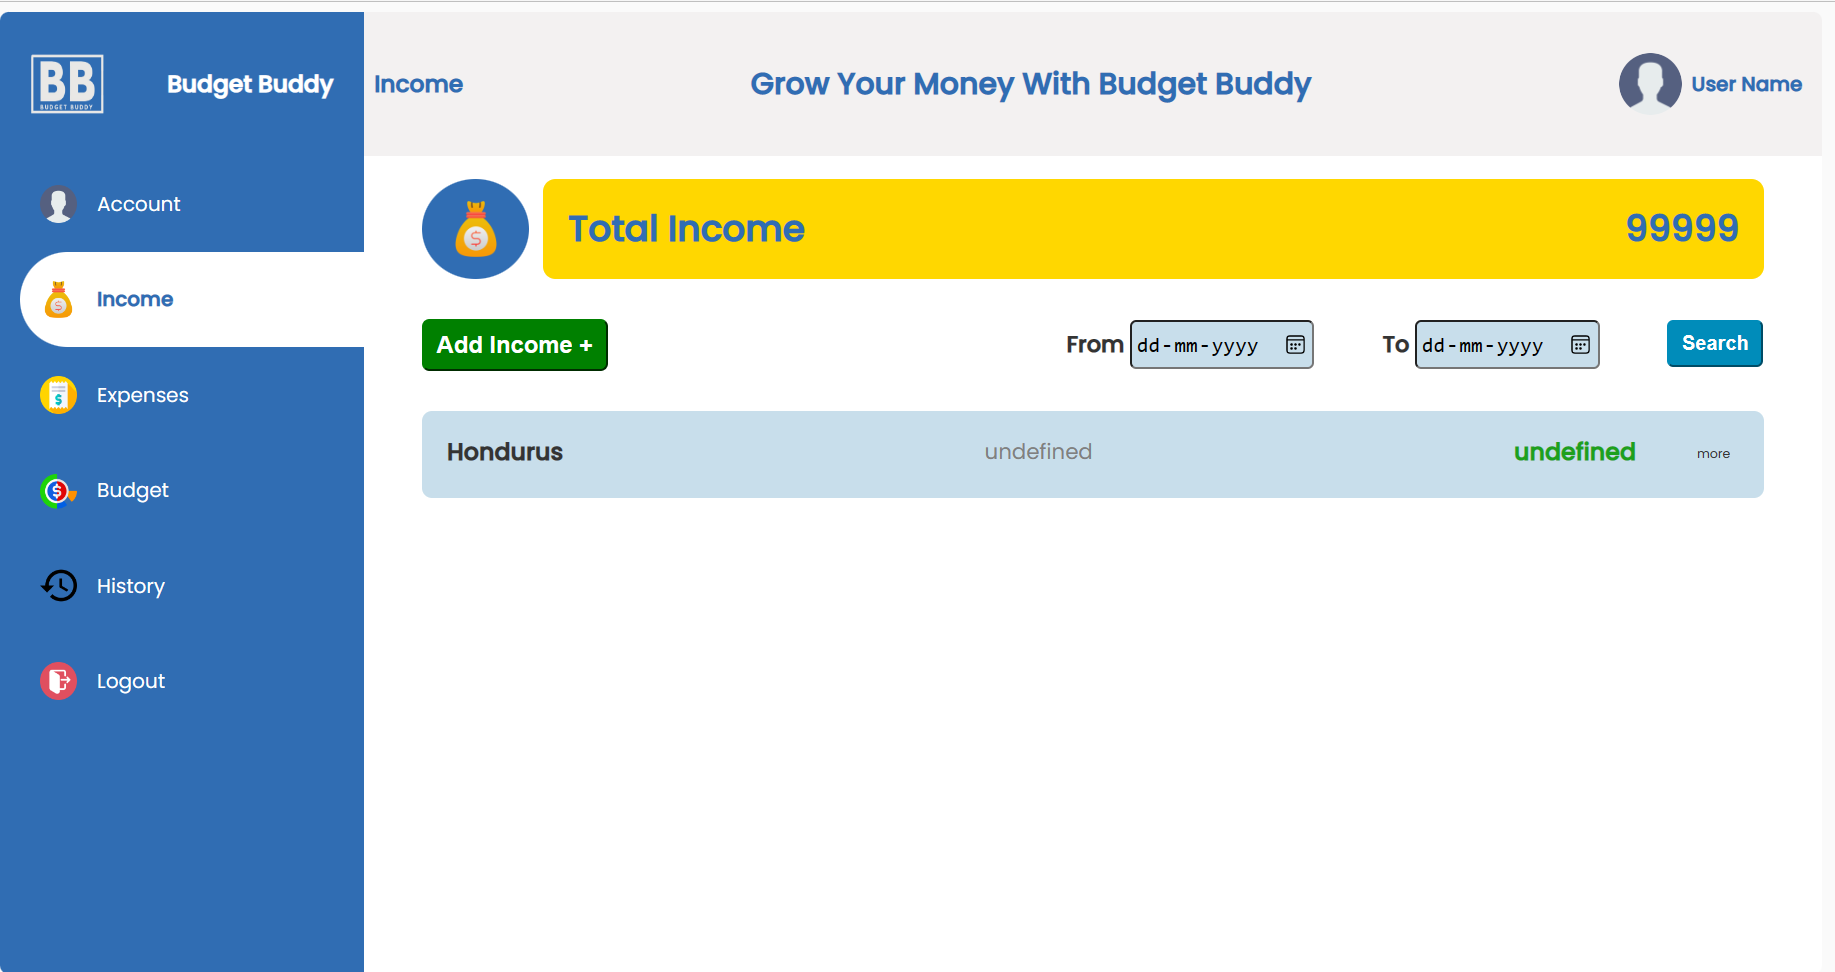 BB
BUDGET BUDDY
Budget Buddy
Income
Grow Your Money With Budget Buddy
User Name
Account
Income
Expenses
Budget
History
Logout
Total Income
99999
Add Income +
From dd-mm-yyyy
To dd-mm-yyyy
Search
Hondurus
undefined
undefined
more